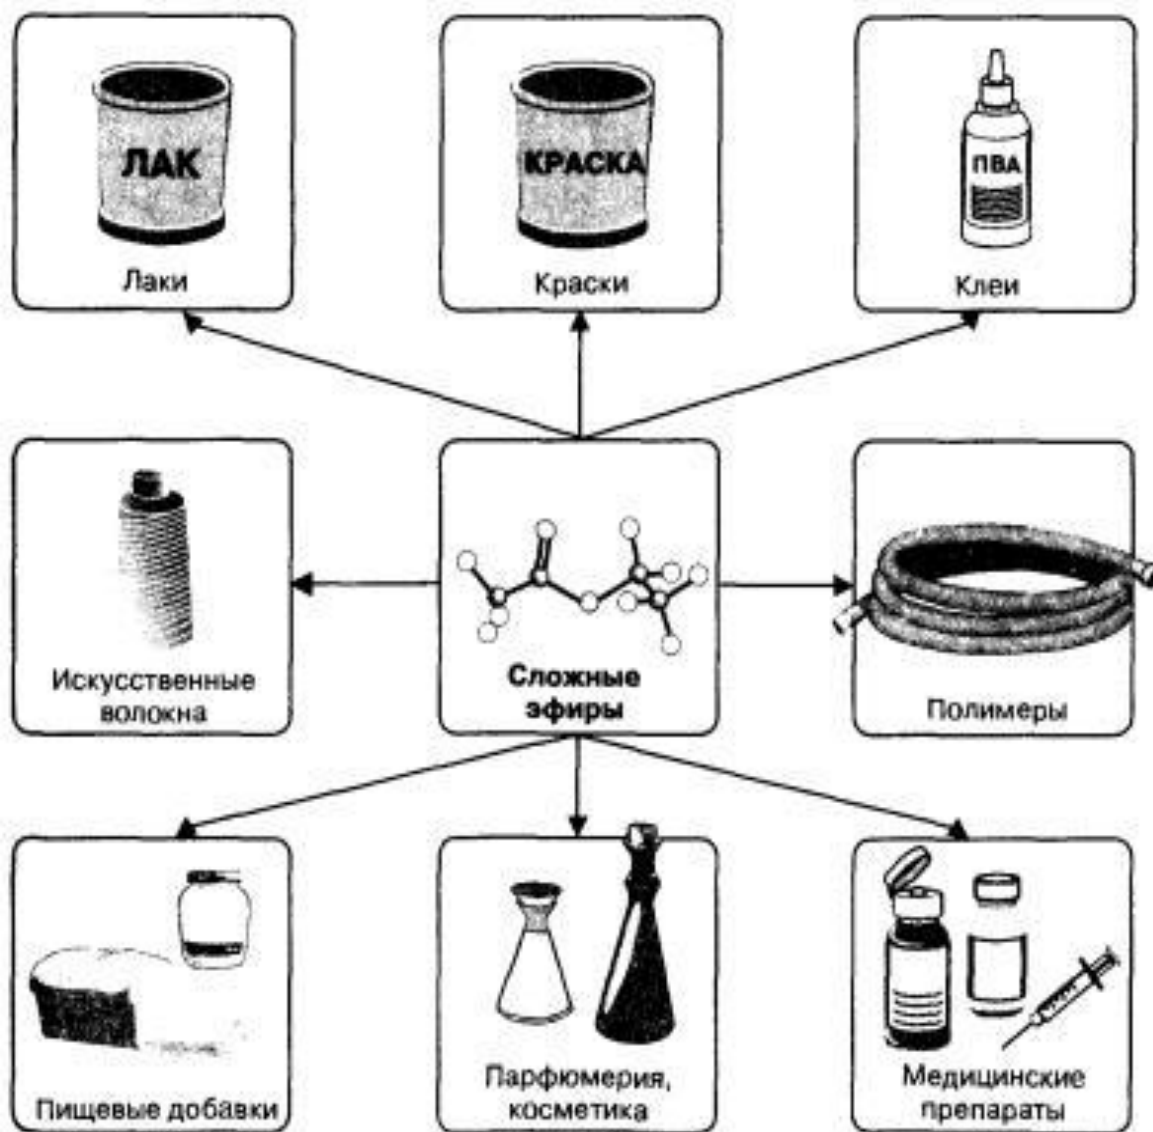 ЛАК
Лаки
КРАСКА
Краски
ПВА
Клеи
Искусственные
волокна
Сложные
эфиры
Полимеры
Пищевые добавки
Парфюмерия,
косметика
Медицинские
препараты